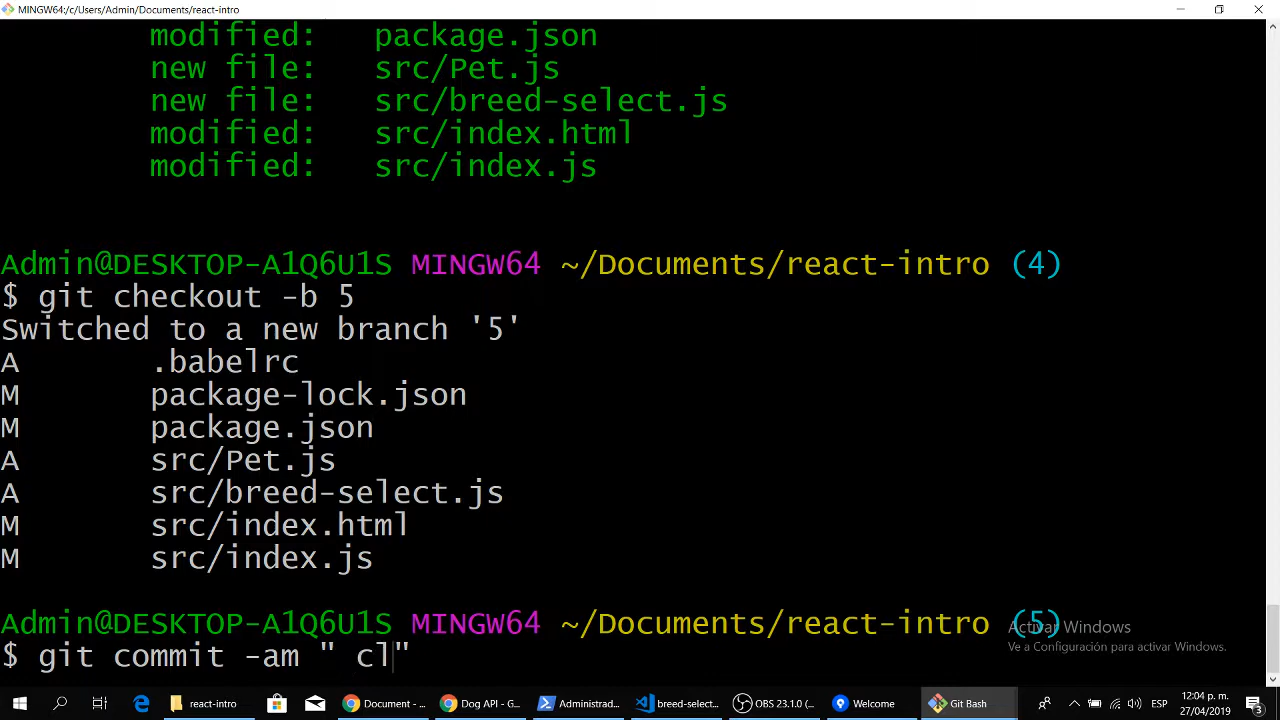 MINGW64:/c/Users/Admin/Documents/react-intro
modified: package.json
new file: src/Pet.js
new file: src/breed-select.js
modified: src/index.html
modified: src/index.js
Admin@DESKTOP-A1Q6U1S MINGW64 ~/Documents/react-intro (4)
$ git checkout -b 5
Switched to a new branch '5'
A .babelrc
M package-lock.json
M package.json
A src/Pet.js
A src/breed-select.js
M src/index.html
M src/index.js
Admin@DESKTOP-A1Q6U1S MINGW64 ~/Documents/react-intro (5)
$ git commit -am " cl"
Activar Windows
Ve a Configuración para activar Windows.
react-intro
Document - ...
Dog API - G...
Administrad...
breed-select...
OBS 23.1.0 (...
Welcome
Git Bash
ESP
12:04 p. m.
27/04/2019
3